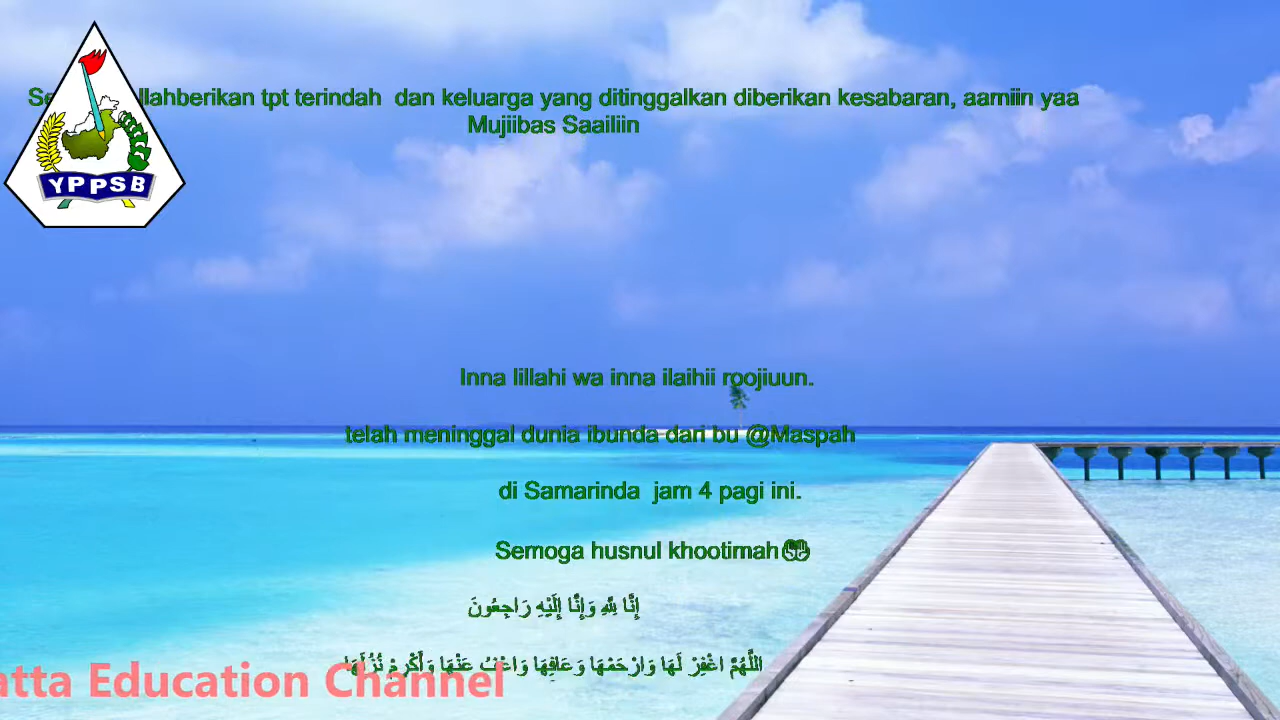 YPPSB
llahberikan tpt terindah dan keluarga yang ditinggalkan diberikan kesabaran, aamiin yaa
Mujiibas Saailiin
Inna lillahi wa inna ilaihii roojiuun.
telah meninggal dunia ibunda dari bu @Maspah
di Samarinda jam 4 pagi ini.
Semoga husnul khootimah
إِنَّا لِلَّهِ وَإِنَّا إِلَيْهِ رَاجِعُونَ
اللَّهُمَّ اغْفِرْ لَهَا وَارْحَمْهَا وَعَافِهَا وَاعْفُ عَنْهَا وَأَكْرِمْ نُزُلَهَا
atta Education Channel